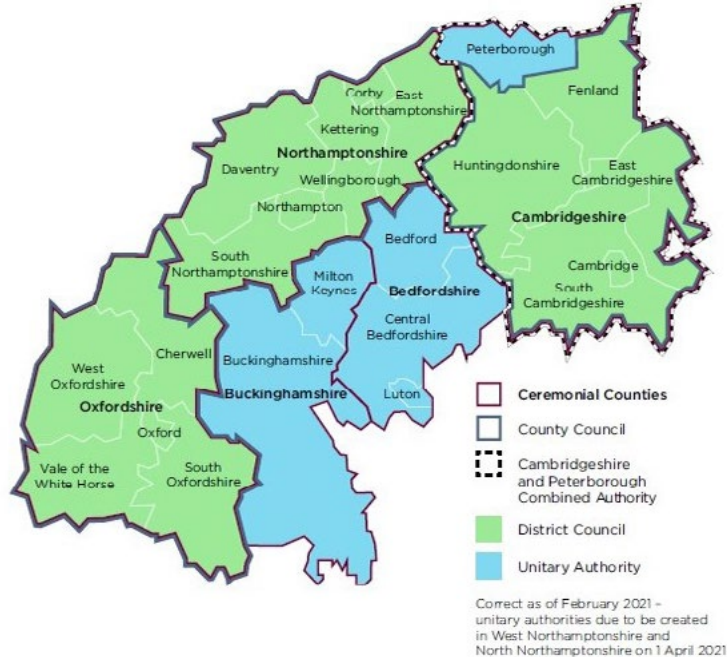 Peterborough
Fenland
Corby
East
Northamptonshire
Kettering
Northamptonshire
Daventry
Wellingborough
Northampton
South
Northamptonshire
Huntingdonshire
East
Cambridgeshire
Cambridgeshire
Cambridge
South
Cambridgeshire
Bedford
Bedfordshire
Central
Bedfordshire
Luton
Milton
Keynes
Buckinghamshire
Buckinghamshire
Cherwell
West
Oxfordshire
Oxfordshire
Oxford
Vale of the
White Horse
South
Oxfordshire
Ceremonial Counties
County Council
Cambridgeshire
and Peterborough
Combined Authority
District Council
Unitary Authority
Correct as of February 2021 –
unitary authorities due to be created
in West Northamptonshire and
North Northamptonshire on 1 April 2021